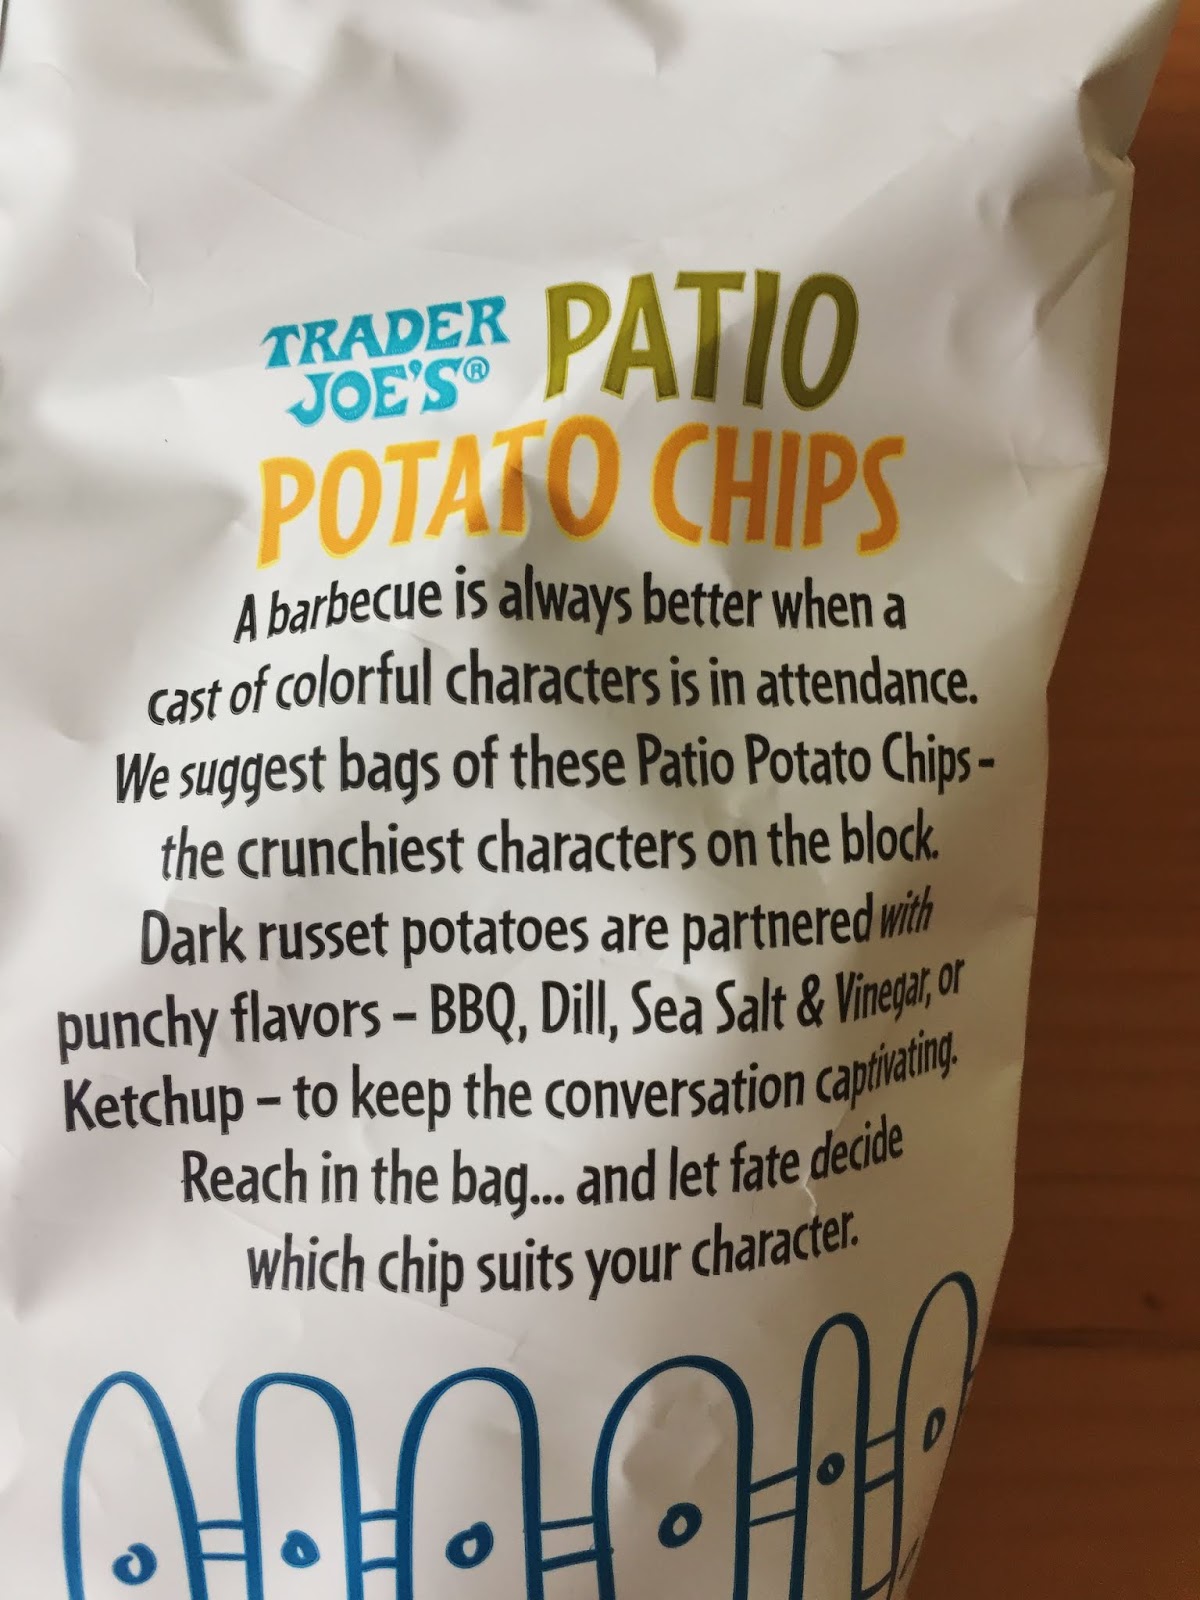 TRADER JOE'S® PATIO
POTATO CHIPS
A barbecue is always better when a
cast of colorful characters is in attendance.
We suggest bags of these Patio Potato Chips –
the crunchiest characters on the block.
Dark russet potatoes are partnered with
punchy flavors – BBQ, Dill, Sea Salt & Vinegar, or
Ketchup – to keep the conversation captivating.
Reach in the bag... and let fate decide
which chip suits your character.